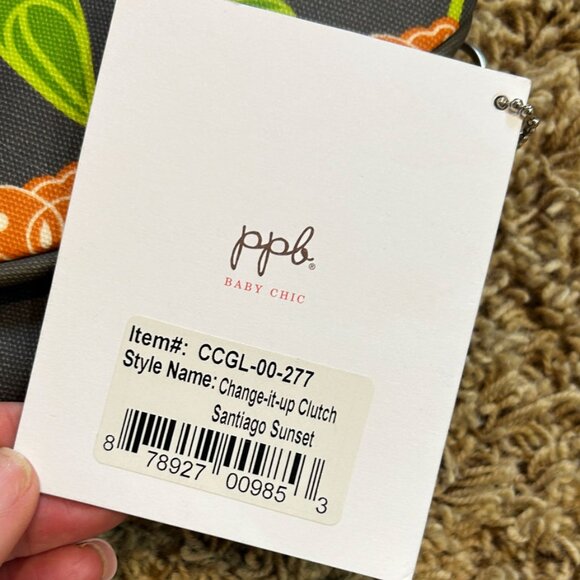 ppb®
BABY CHIC
Item#: CCGL-00-277
Style Name: Change-it-up Clutch
Santiago Sunset
8 78927 00985 3